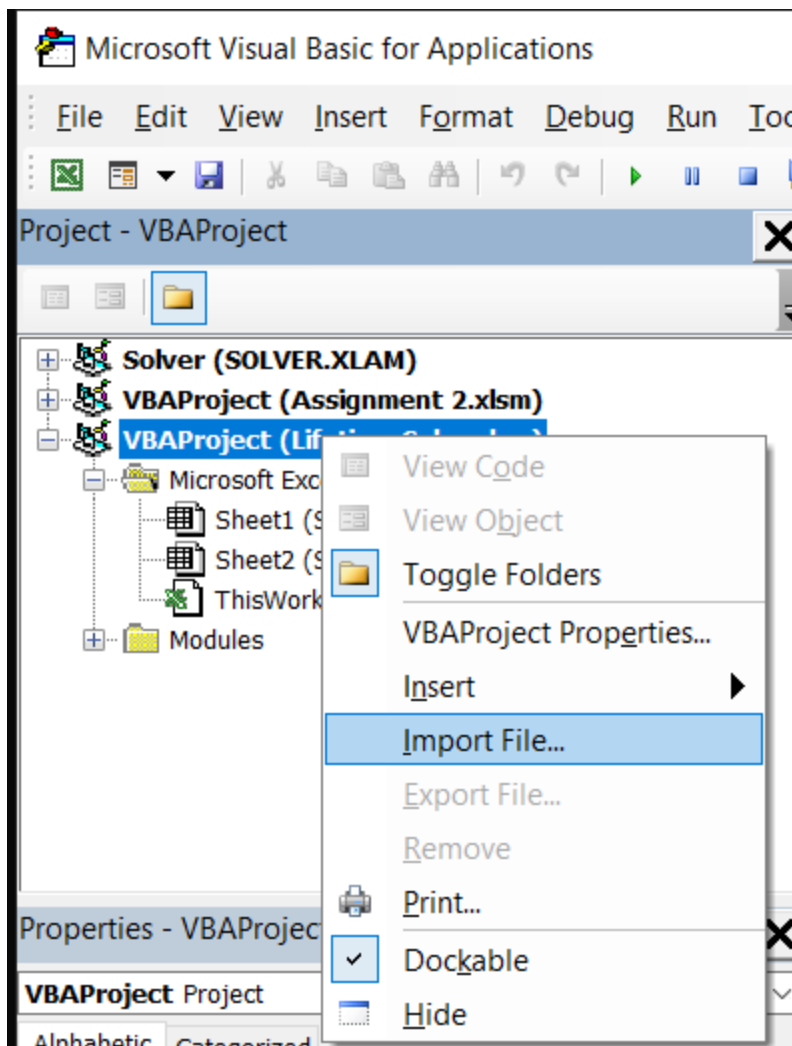 Microsoft Visual Basic for Applications
File Edit View Insert Format Debug Run
Project - VBAProject
Solver (SOLVER.XLAM)
VBAProject (Assignment 2.xlsm)
VBAProject
Microsoft
Sheet1
Sheet2
Modules
View Code
View Object
Toggle Folders
VBAProject Properties...
Insert
Import File...
Export File...
Remove
Print...
Dockable
Hide
Properties -
VBAProject Project
Alphabetic Categorized